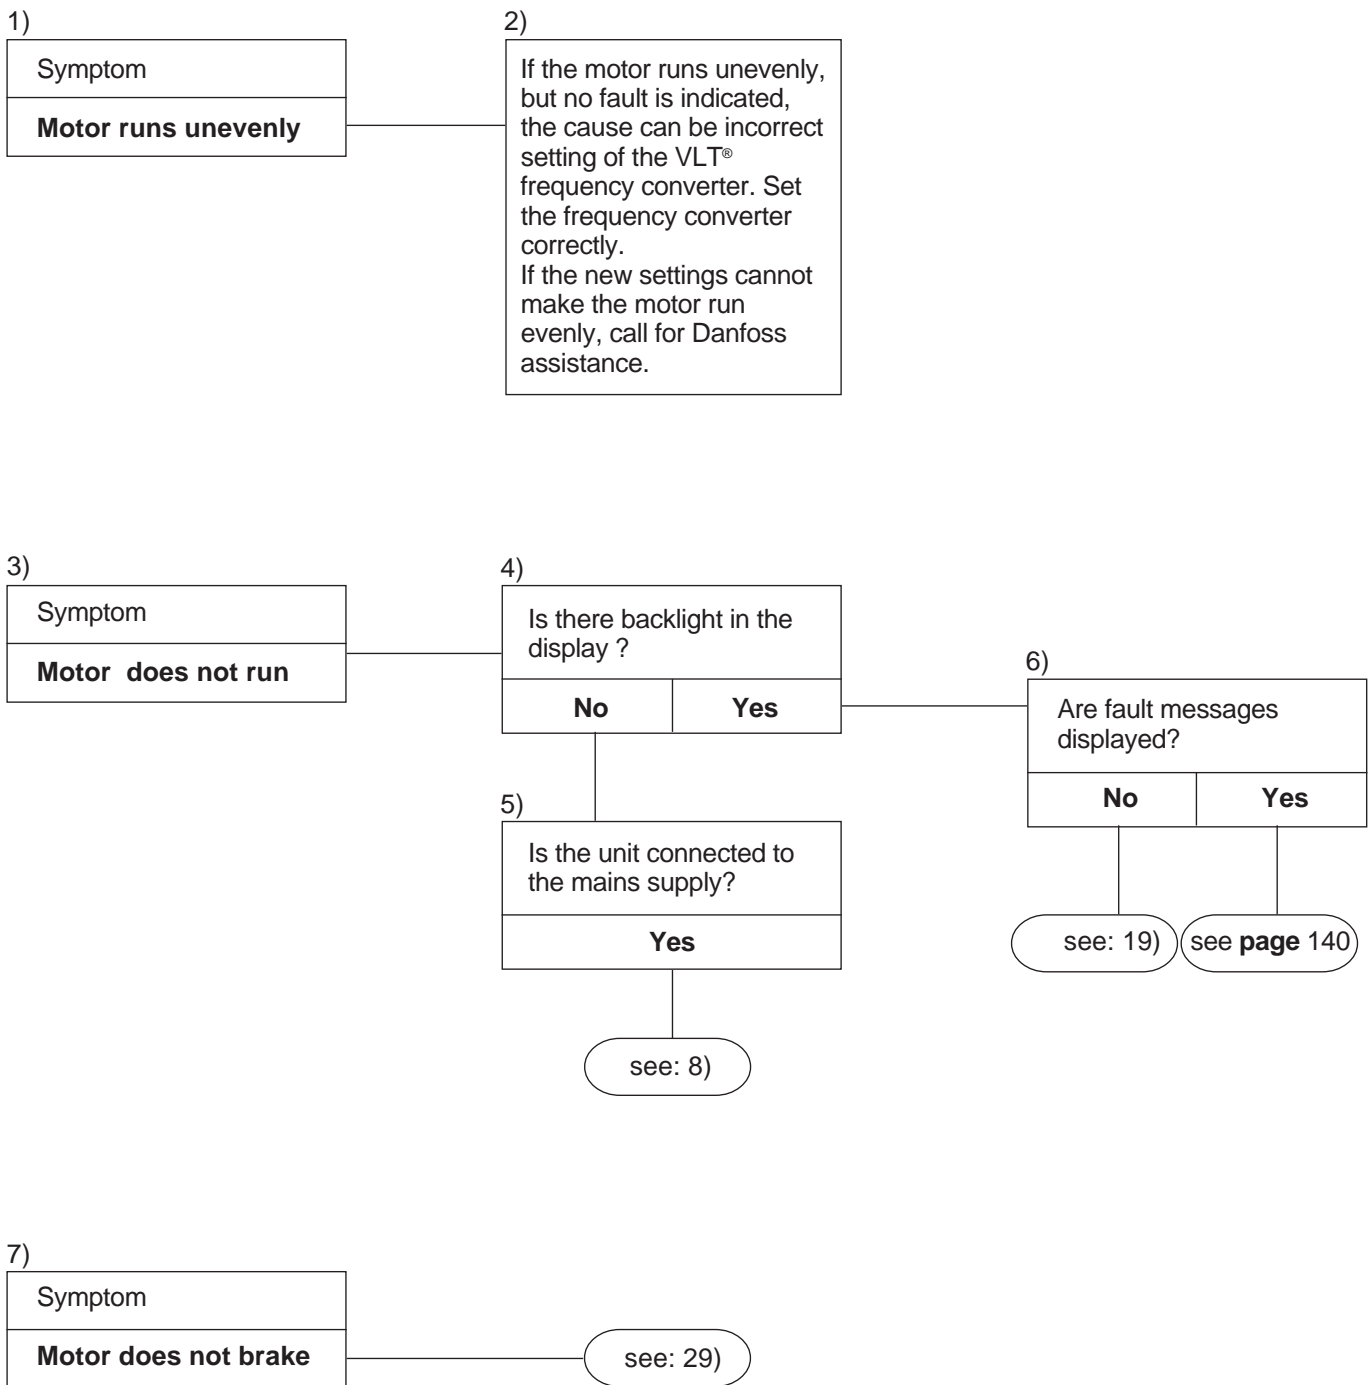 1)
Symptom
Motor runs unevenly
2)
If the motor runs unevenly,
but no fault is indicated,
the cause can be incorrect
setting of the VLT®
frequency converter. Set
the frequency converter
correctly.
If the new settings cannot
make the motor run
evenly, call for Danfoss
assistance.
3)
Symptom
Motor does not run
4)
Is there backlight in the
display ?
No
Yes
5)
Is the unit connected to
the mains supply?
Yes
see: 8)
6)
Are fault messages
displayed?
No
Yes
see: 19)
see page 140
7)
Symptom
Motor does not brake
see: 29)